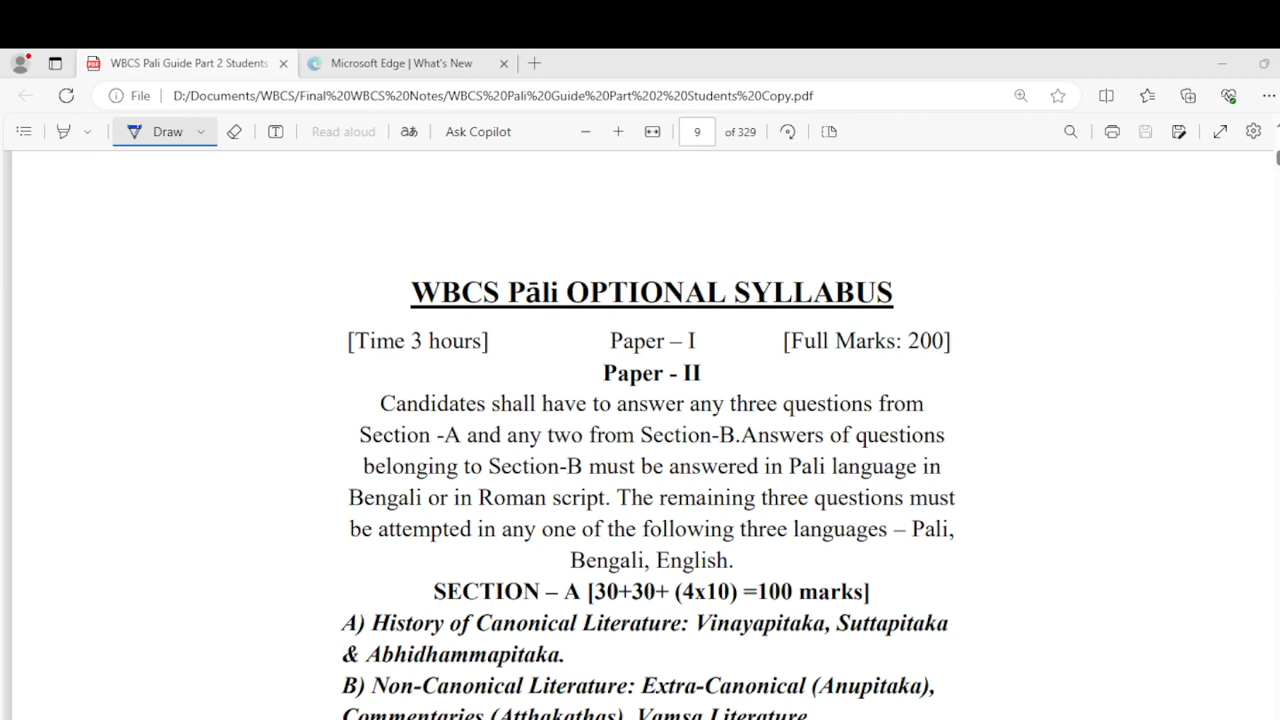 WBCS Pali Guide Part 2 Students
Microsoft Edge | What's New
File D:/Documents/WBCS/Final%20WBCS%20Notes/WBCS%20Pali%20Guide%20Part%202%20Students%20Copy.pdf
Draw Read aloud aあ Ask Copilot 9 of 329
WBCS Pāli OPTIONAL SYLLABUS
[Time 3 hours] Paper – I [Full Marks: 200]
Paper - II
Candidates shall have to answer any three questions from
Section -A and any two from Section-B.Answers of questions
belonging to Section-B must be answered in Pali language in
Bengali or in Roman script. The remaining three questions must
be attempted in any one of the following three languages – Pali,
Bengali, English.
SECTION – A [30+30+ (4x10) =100 marks]
A) History of Canonical Literature: Vinayapitaka, Suttapitaka
& Abhidhammapitaka.
B) Non-Canonical Literature: Extra-Canonical (Anupitaka),
Commentaries (Atthakathas), Vamsa Literature